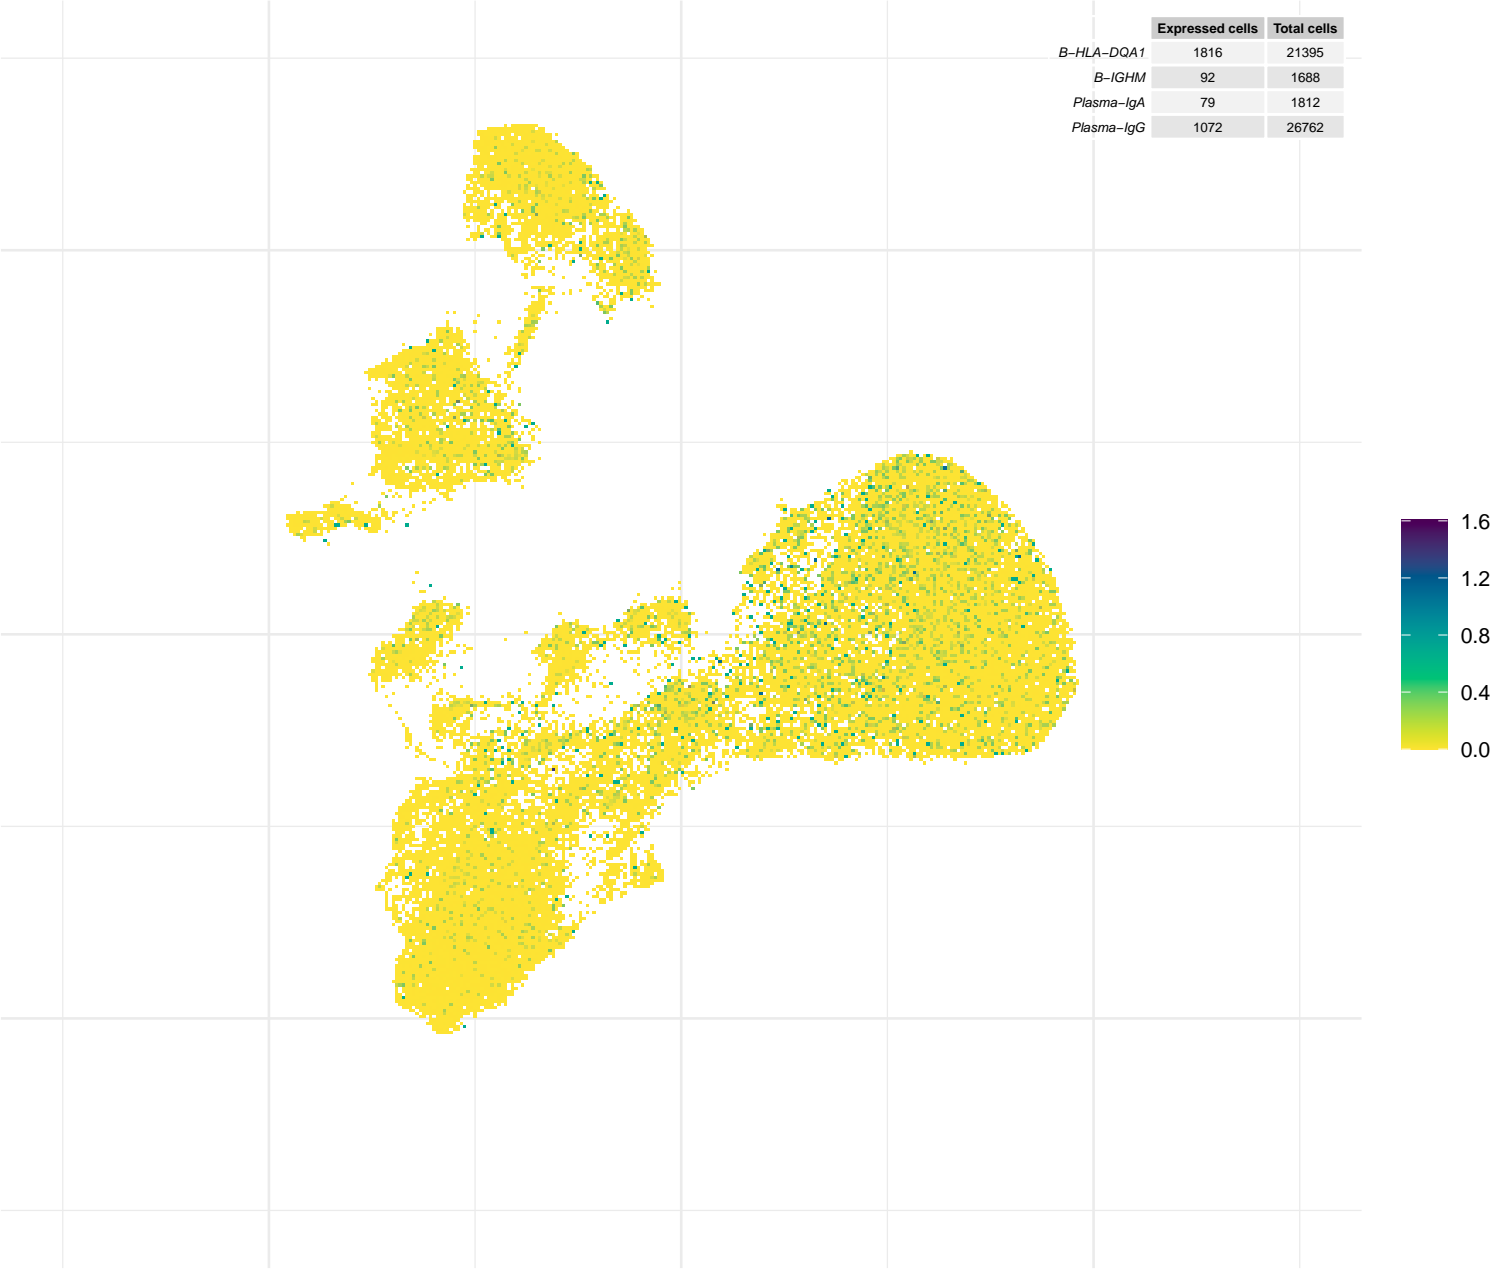 Expressed cells Total cells
B−HLA−DQA1 1816 21395
B−IGHM 92 1688
Plasma−IgA 79 1812
Plasma−IgG 1072 26762
1.6
1.2
0.8
0.4
0.0